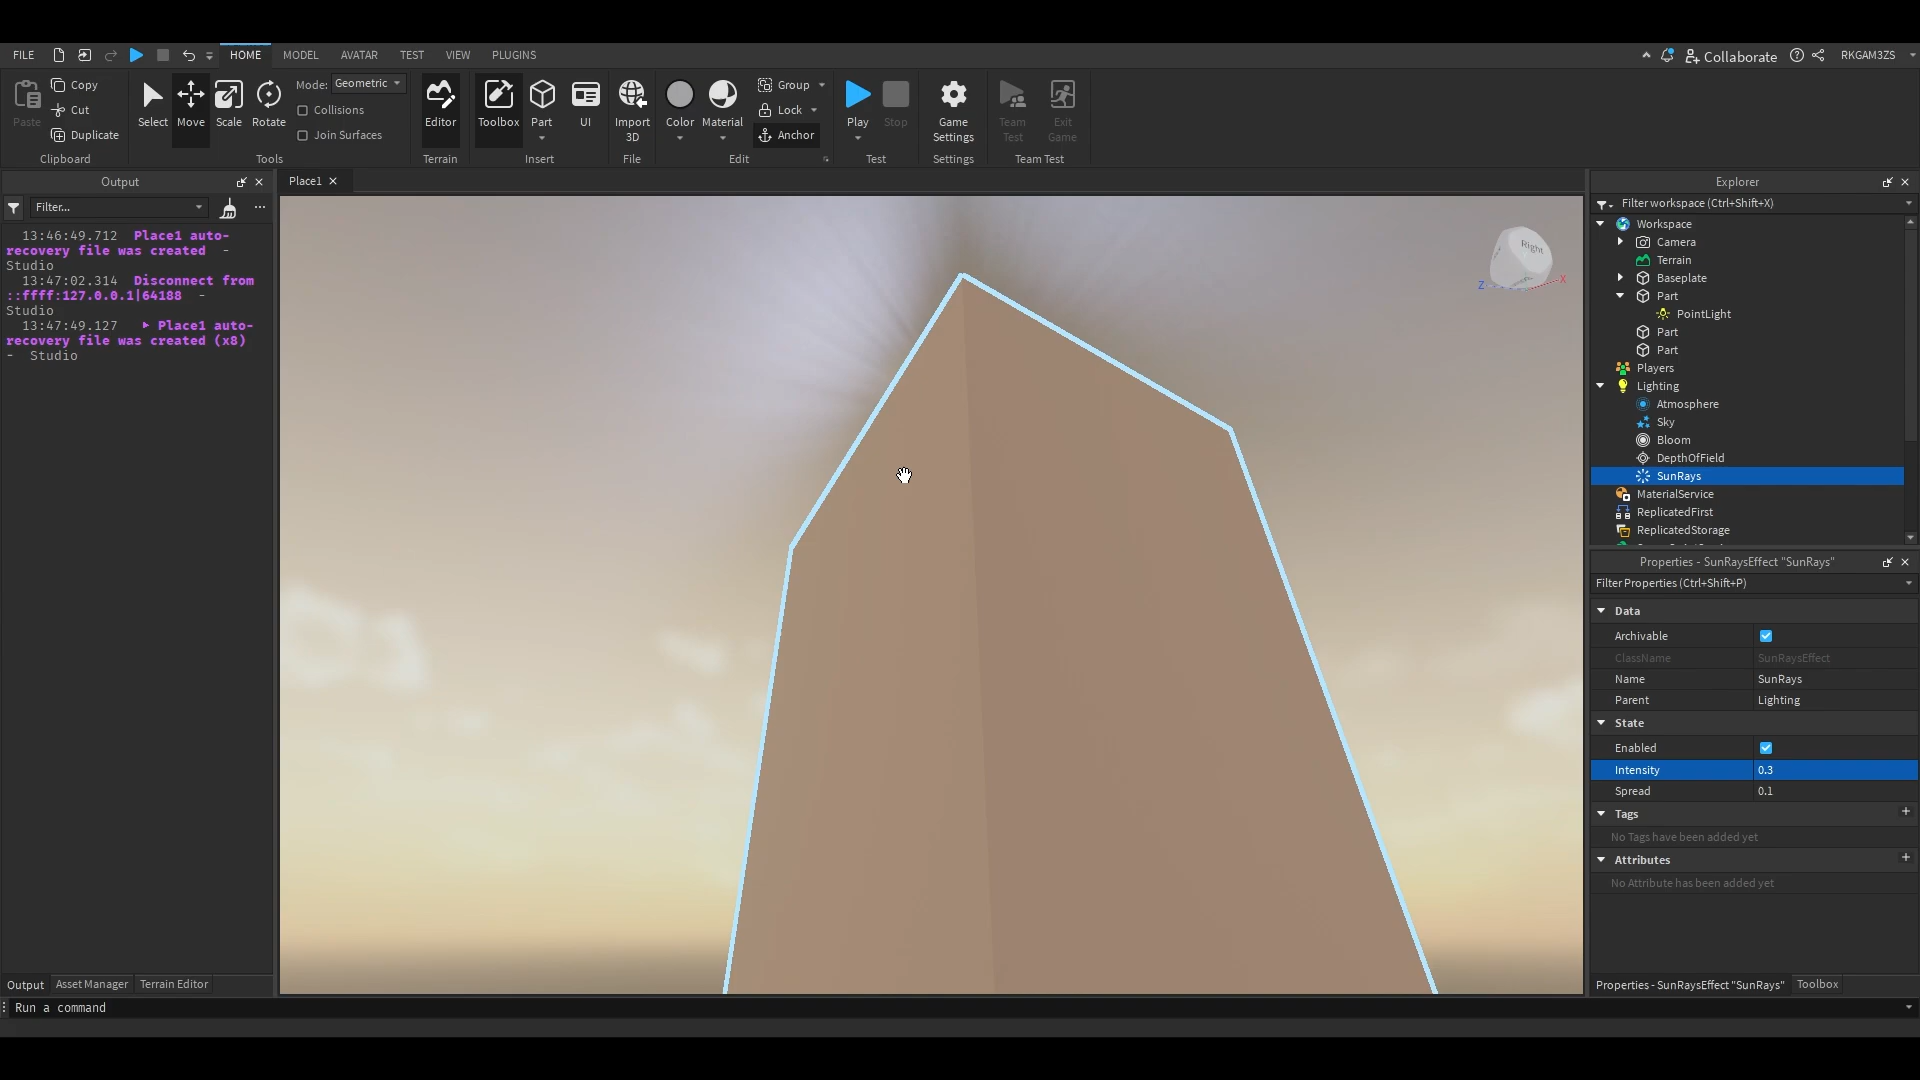 FILE
HOME
MODEL
AVATAR
TEST
VIEW
PLUGINS
Collaborate
RKGAM3ZS
Paste
Copy
Cut
Duplicate
Clipboard
Select
Move
Scale
Rotate
Mode: Geometric
Collisions
Join Surfaces
Tools
Editor
Terrain
Toolbox
Part
UI
Insert
Import
3D
File
Color
Material
Group
Lock
Anchor
Edit
Play
Stop
Test
Game
Settings
Settings
Team
Test
Exit
Game
Team Test
Output
Filter...
13:46:49.712 Place1 auto-
recovery file was created -
Studio
13:47:02.314 Disconnect from
::ffff:127.0.0.1|64188 -
Studio
13:47:49.127 Place1 auto-
recovery file was created (x8)
- Studio
Place1
Right
Z
X
Explorer
Filter workspace (Ctrl+Shift+X)
Workspace
Camera
Terrain
Baseplate
Part
PointLight
Part
Part
Players
Lighting
Atmosphere
Sky
Bloom
DepthOfField
SunRays
MaterialService
ReplicatedFirst
ReplicatedStorage
Properties - SunRaysEffect "SunRays"
Filter Properties (Ctrl+Shift+P)
Data
Archivable
ClassName SunRaysEffect
Name SunRays
Parent Lighting
State
Enabled
Intensity 0.3
Spread 0.1
Tags
No Tags have been added yet
Attributes
No Attribute has been added yet
Output
Asset Manager
Terrain Editor
Properties - SunRaysEffect "SunRays"
Toolbox
Run a command